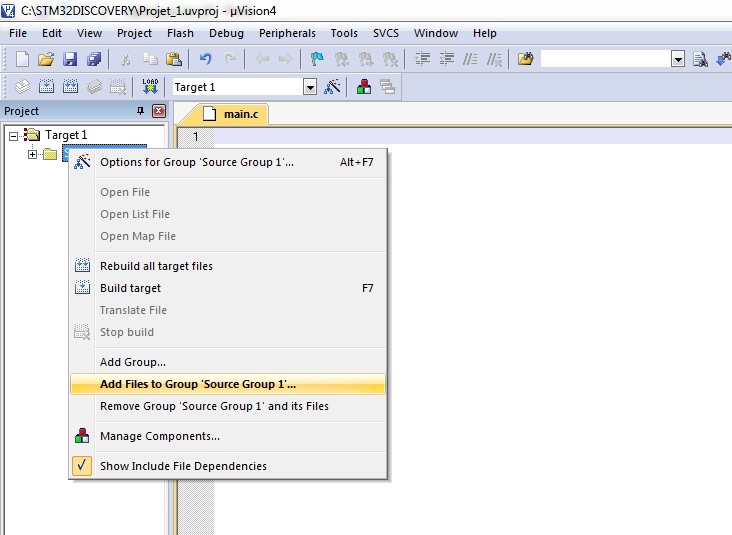 C:\STM32DISCOVERY\Projet_1.uvproj - µVision4
File Edit View Project Flash Debug Peripherals Tools SVCS Window Help
LOAD
Target 1
Project
main.c
1
Target 1
S
Options for Group 'Source Group 1'... Alt+F7
Open File
Open List File
Open Map File
Rebuild all target files
Build target F7
Translate File
Stop build
Add Group...
Add Files to Group 'Source Group 1'...
Remove Group 'Source Group 1' and its Files
Manage Components...
Show Include File Dependencies